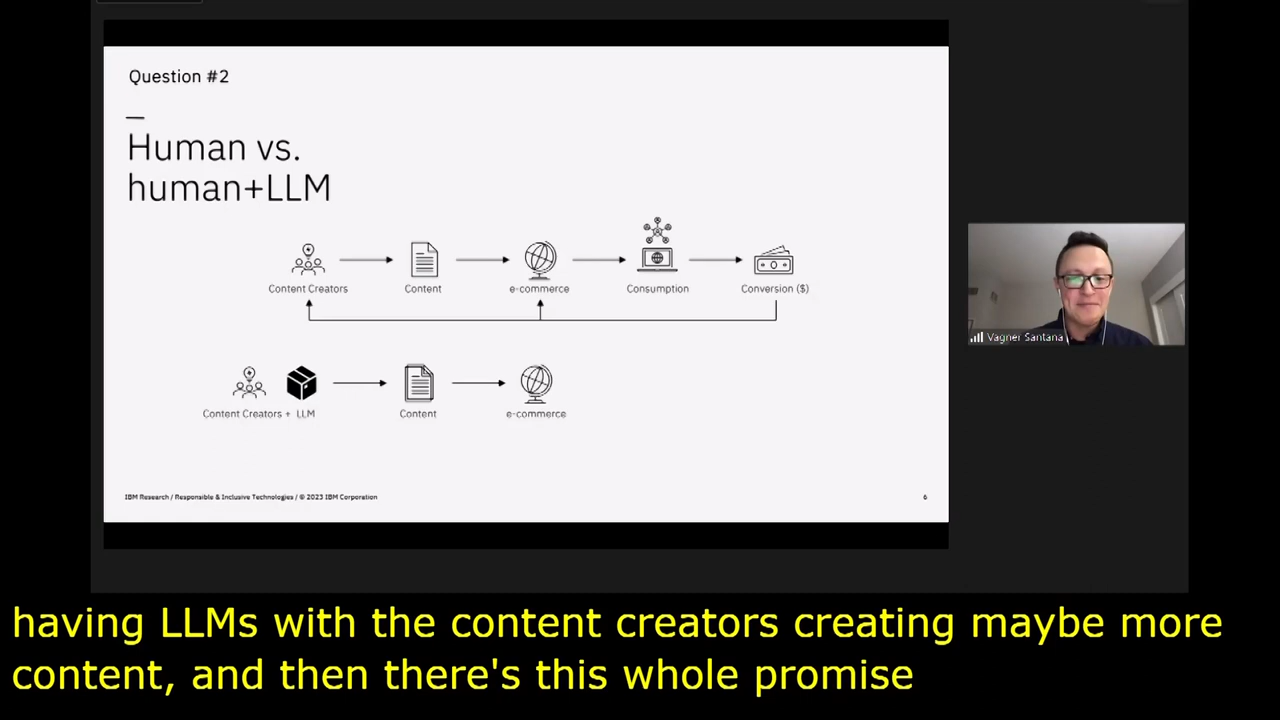 Question #2
Human vs.
human+LLM
Content Creators
Content
e-commerce
Consumption
Conversion ($)
Content Creators + LLM
Content
e-commerce
IBM Research / Responsible & Inclusive Technologies / © 2023 IBM Corporation
6
Vagner Santana
having LLMs with the content creators creating maybe more
content, and then there's this whole promise